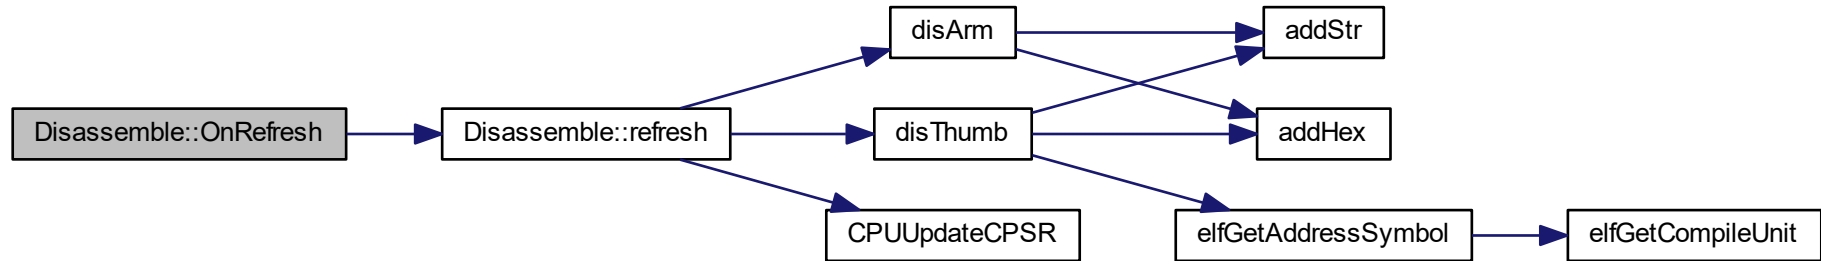 disArm
addStr
Disassemble::OnRefresh
Disassemble::refresh
disThumb
addHex
CPUUpdateCPSR
elfGetAddressSymbol
elfGetCompileUnit